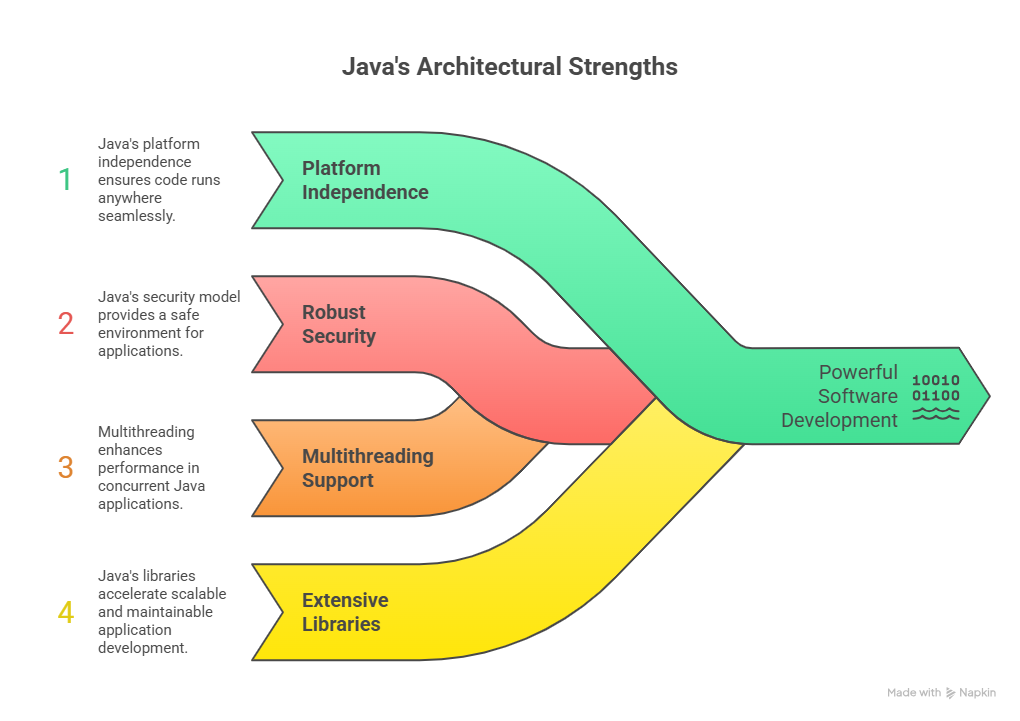 Java's Architectural Strengths
1
Java's platform
independence
ensures code runs
anywhere
seamlessly.
Platform
Independence
2
Java's security model
provides a safe
environment for
applications.
Robust
Security
3
Multithreading
enhances
performance in
concurrent Java
applications.
Multithreading
Support
4
Java's libraries
accelerate scalable
and maintainable
application
development.
Extensive
Libraries
Powerful
Software
Development
10010
01100
Made with Napkin